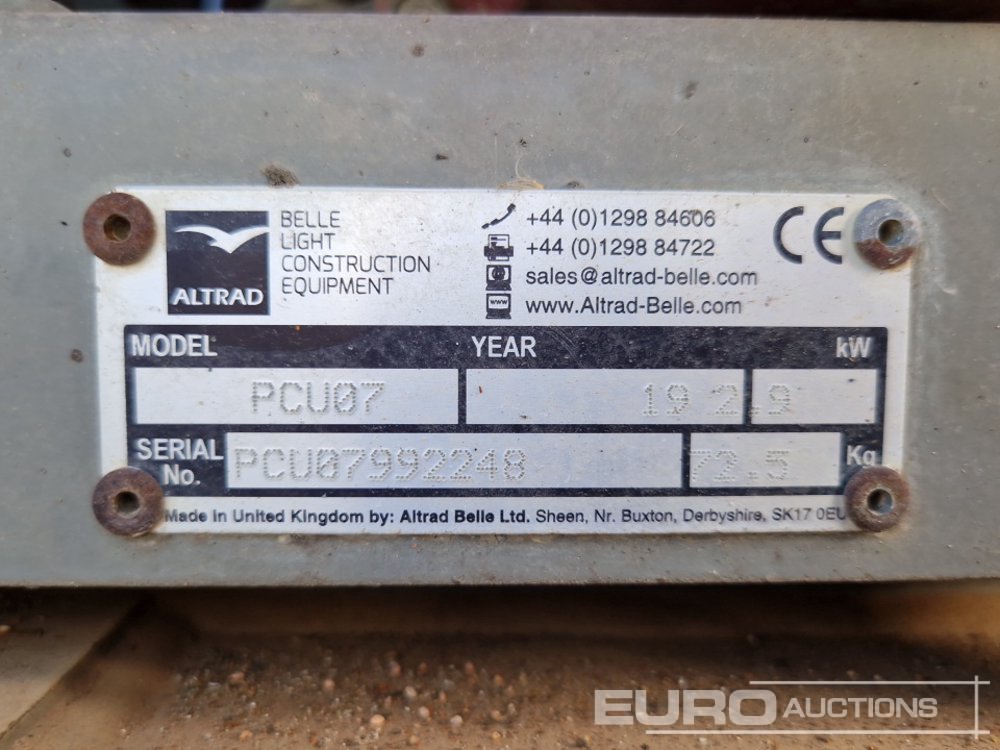 ALTRAD
BELLE
LIGHT
CONSTRUCTION
EQUIPMENT
+44 (0)1298 84606
+44 (0)1298 84722
sales@altrad-belle.com
www.Altrad-Belle.com
CE
MODEL YEAR kW
PCU07 19 2.9
SERIAL No. PCU07992248 72.5 Kg
Made in United Kingdom by: Altrad Belle Ltd. Sheen, Nr. Buxton, Derbyshire, SK17 0EU
EURO AUCTIONS